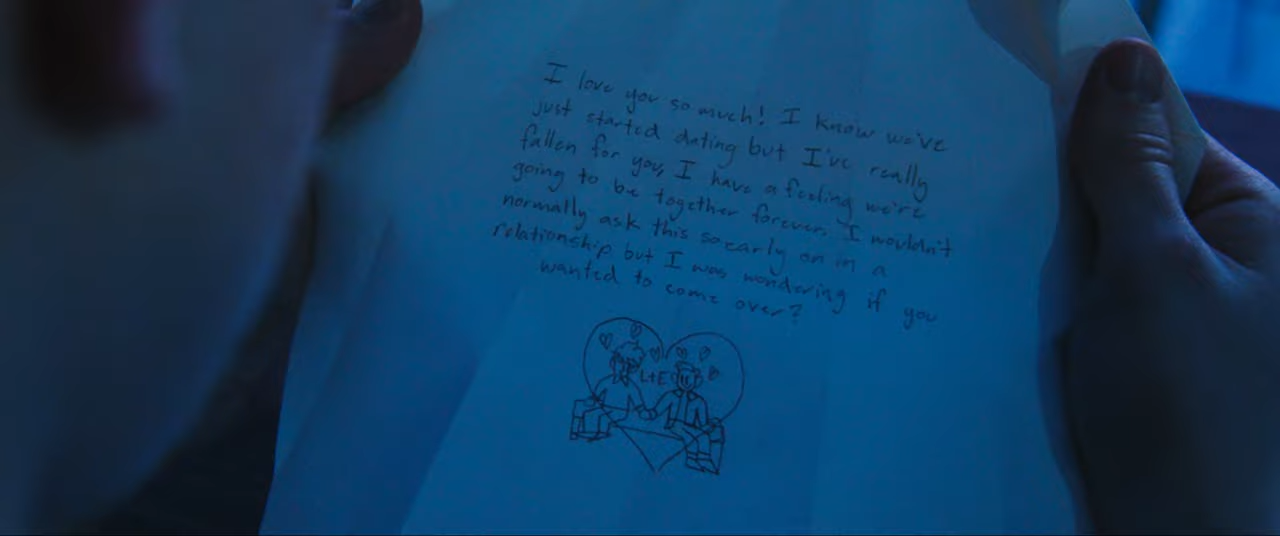 I love you so much! I know we've
just started dating but I've really
fallen for you, I have a feeling we're
going to be together forever. I wouldn't
normally ask this so early on in a
relationship but I was wondering if you
wanted to come over?
L+E